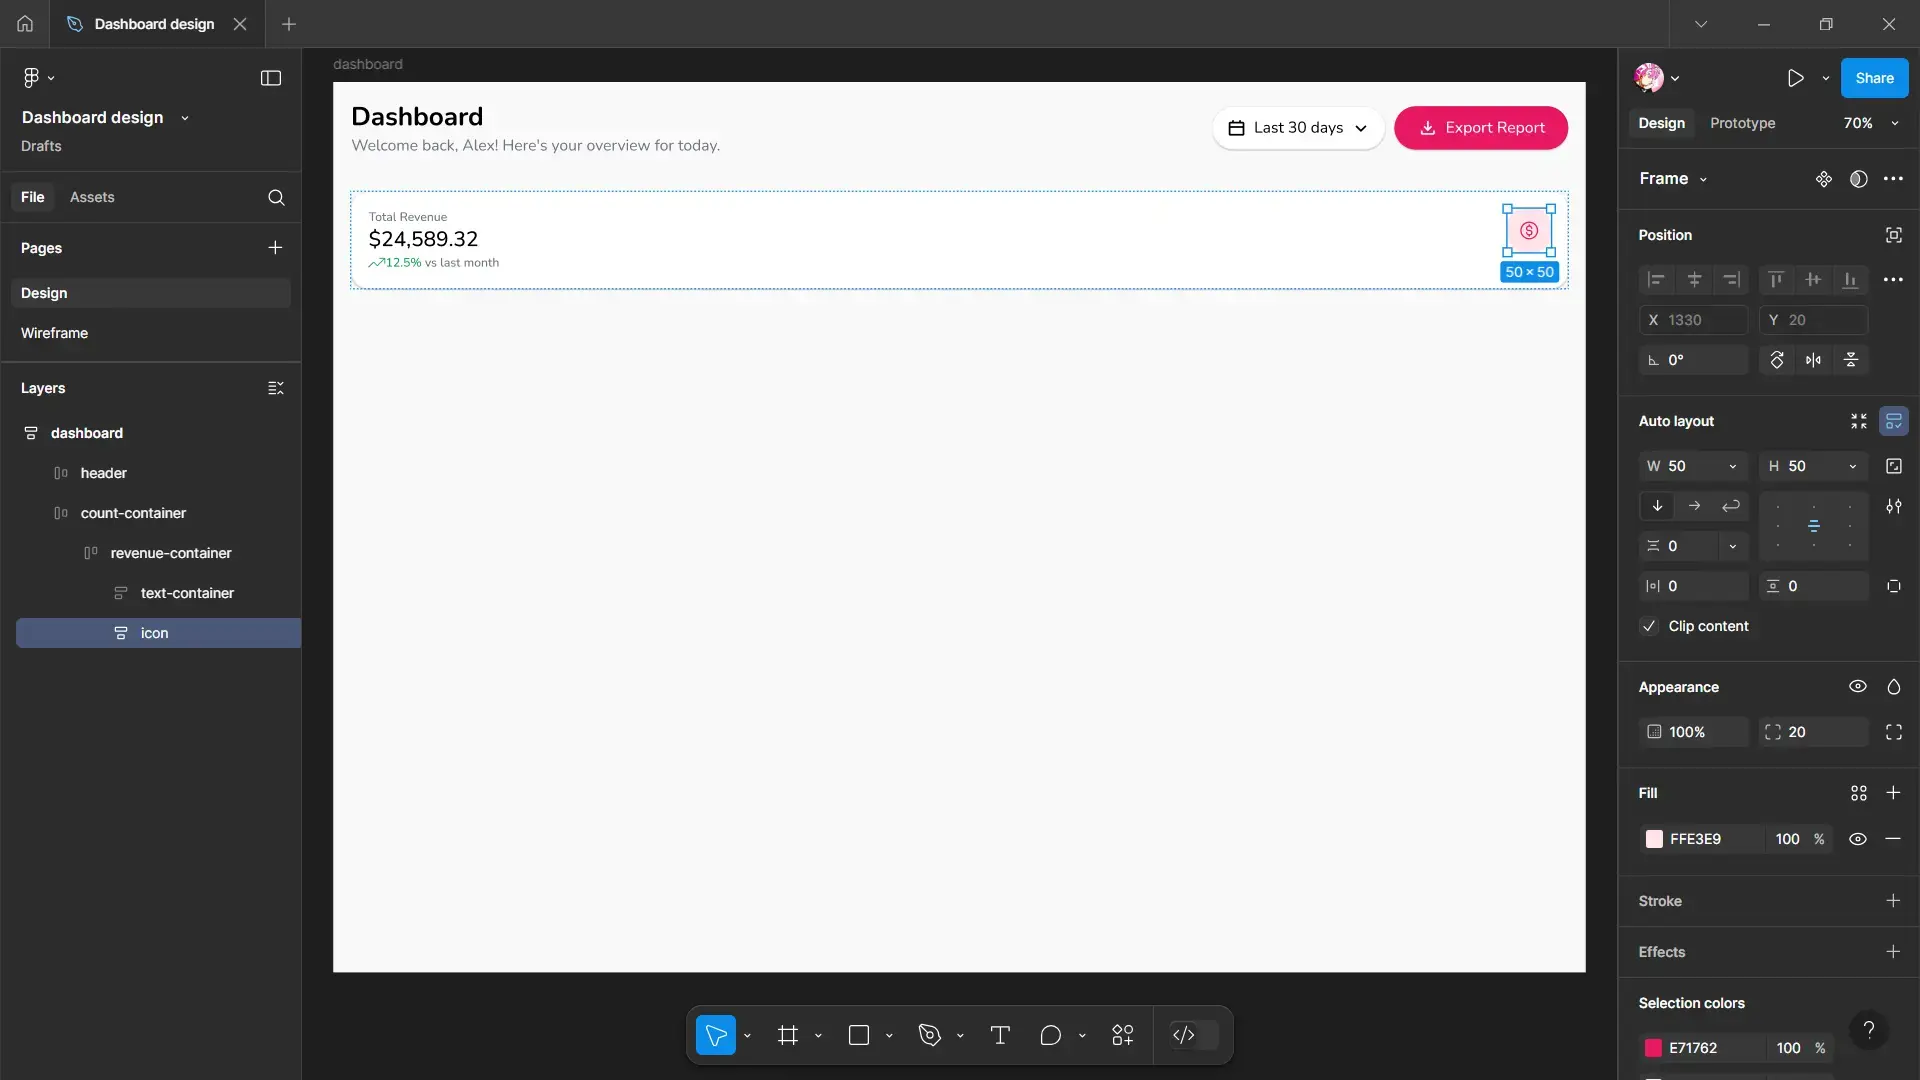 Dashboard design
Dashboard design
Drafts
File
Assets
Pages
Design
Wireframe
Layers
dashboard
header
count-container
revenue-container
text-container
icon
dashboard
Dashboard
Welcome back, Alex! Here's your overview for today.
Last 30 days
Export Report
Total Revenue
$24,589.32
12.5% vs last month
$
50 × 50
Share
Design
Prototype
70%
Frame
Position
X 1330
Y 20
0°
Auto layout
W 50
H 50
0
0
0
Clip content
Appearance
100%
20
Fill
FFE3E9
100 %
Stroke
Effects
Selection colors
E71762
100 %
?
T